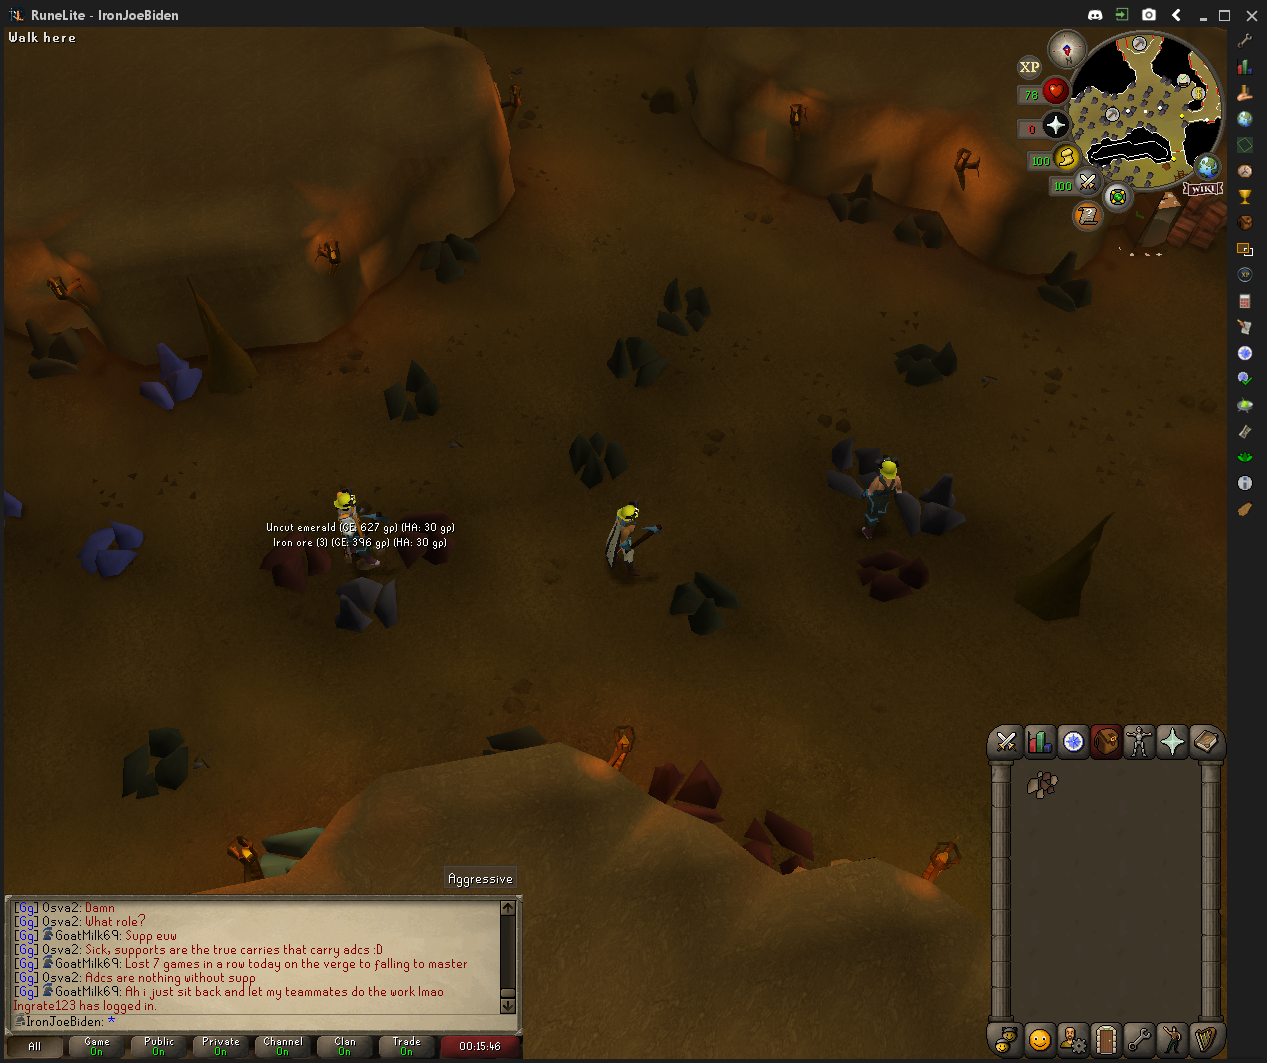 RuneLite - IronJoeBiden
Walk here
XP
78
0
100
100
WIKI
N
Uncut emerald (GE: 627 gp) (HA: 30 gp)
Iron ore (3) (GE: 396 gp) (HA: 30 gp)
Aggressive
[Gg] Osva2: Damn
[Gg] Osva2: What role?
[Gg] GoatMilk69: Supp euw
[Gg] Osva2: Sick, supports are the true carries that carry adcs :D
[Gg] GoatMilk69: Lost 7 games in a row today on the verge to falling to master
[Gg] Osva2: Adcs are nothing without supp
[Gg] GoatMilk69: Ah i just sit back and let my teammates do the work lmao
Ingrate123 has logged in.
IronJoeBiden: *
All
Game
On
Public
On
Private
On
Channel
On
Clan
On
Trade
On
00:15:46